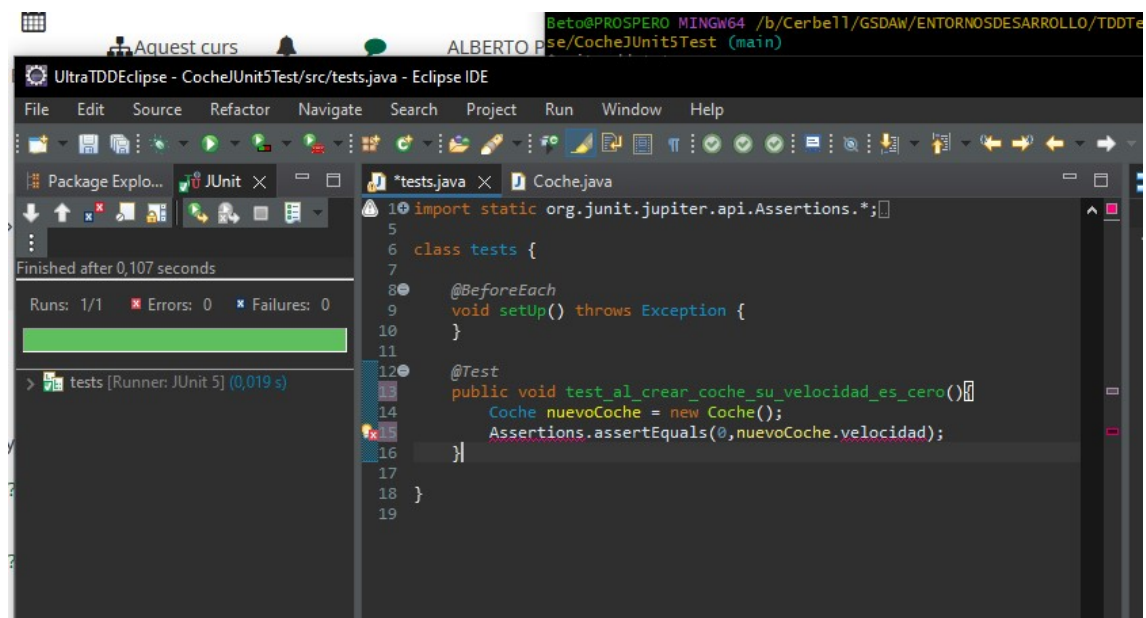 Beto@PROSPERO MINGW64 /b/Cerbell/GSDAW/ENTORNOSDESARROLLO/TDDTe
se/CocheJUnit5Test (main)
Aquest curs
ALBERTO P
UltraTDDEclipse - CocheJUnit5Test/src/tests.java - Eclipse IDE
File Edit Source Refactor Navigate Search Project Run Window Help
Package Explo... JUnit *tests.java Coche.java
Finished after 0,107 seconds
Runs: 1/1 Errors: 0 Failures: 0
tests [Runner: JUnit 5] (0,019 s)
1 import static org.junit.jupiter.api.Assertions.*;
5
6 class tests {
7
8 @BeforeEach
9 void setUp() throws Exception {
10 }
11
12 @Test
13 public void test_al_crear_coche_su_velocidad_es_cero(){
14 Coche nuevoCoche = new Coche();
15 Assertions.assertEquals(0,nuevoCoche.velocidad);
16 }
17
18 }
19